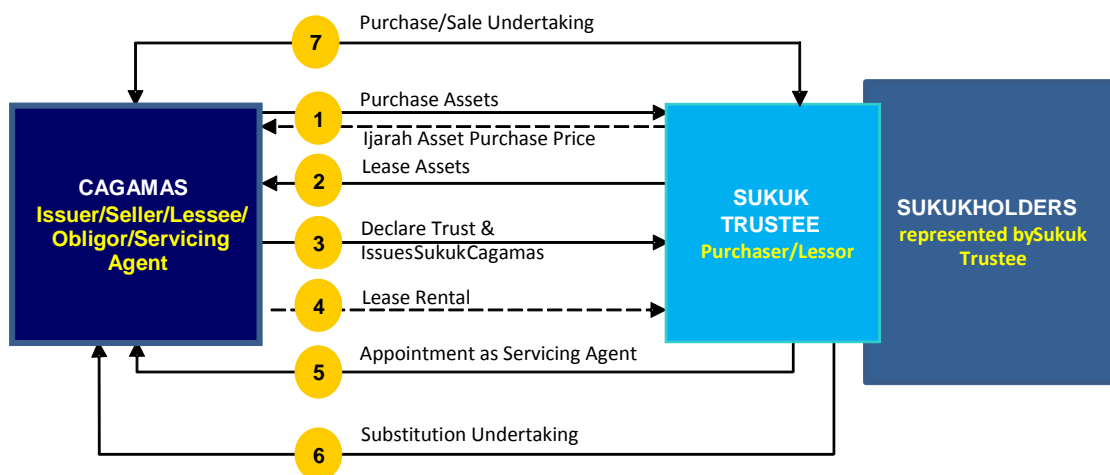 Purchase/Sale Undertaking
7
Purchase Assets
1
Ijarah Asset Purchase Price
Lease Assets
2
CAGAMAS
Issuer/Seller/Lessee/
Obligor/Servicing
Agent
SUKUK
TRUSTEE
Purchaser/Lessor
SUKUKHOLDERS
represented bySukuk
Trustee
Declare Trust &
3
IssuesSukukCagamas
Lease Rental
4
Appointment as Servicing Agent
5
Substitution Undertaking
6